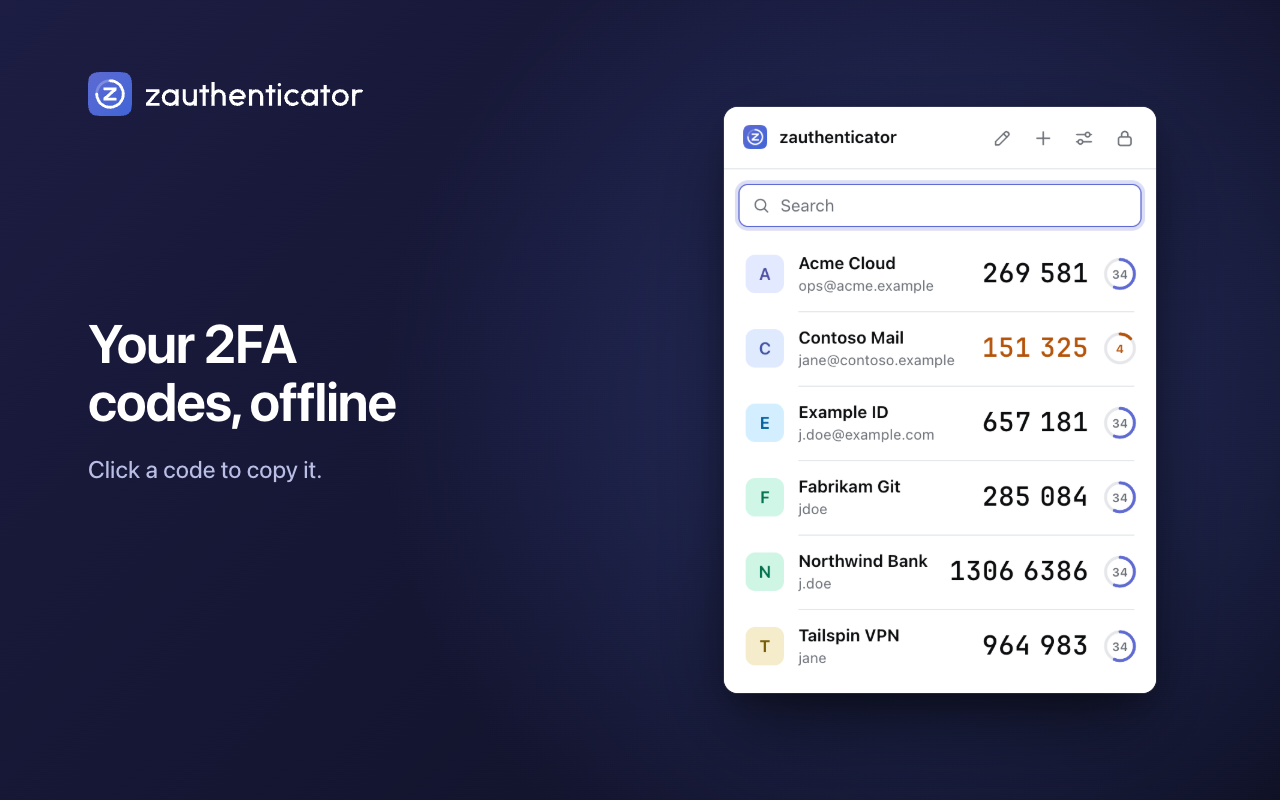 zauthenticator
Your 2FA
codes, offline
Click a code to copy it.
zauthenticator
Search
A
Acme Cloud
ops@acme.example
269 581
34
C
Contoso Mail
jane@contoso.example
151 325
4
E
Example ID
j.doe@example.com
657 181
34
F
Fabrikam Git
jdoe
285 084
34
N
Northwind Bank
j.doe
1306 6386
34
T
Tailspin VPN
jane
964 983
34